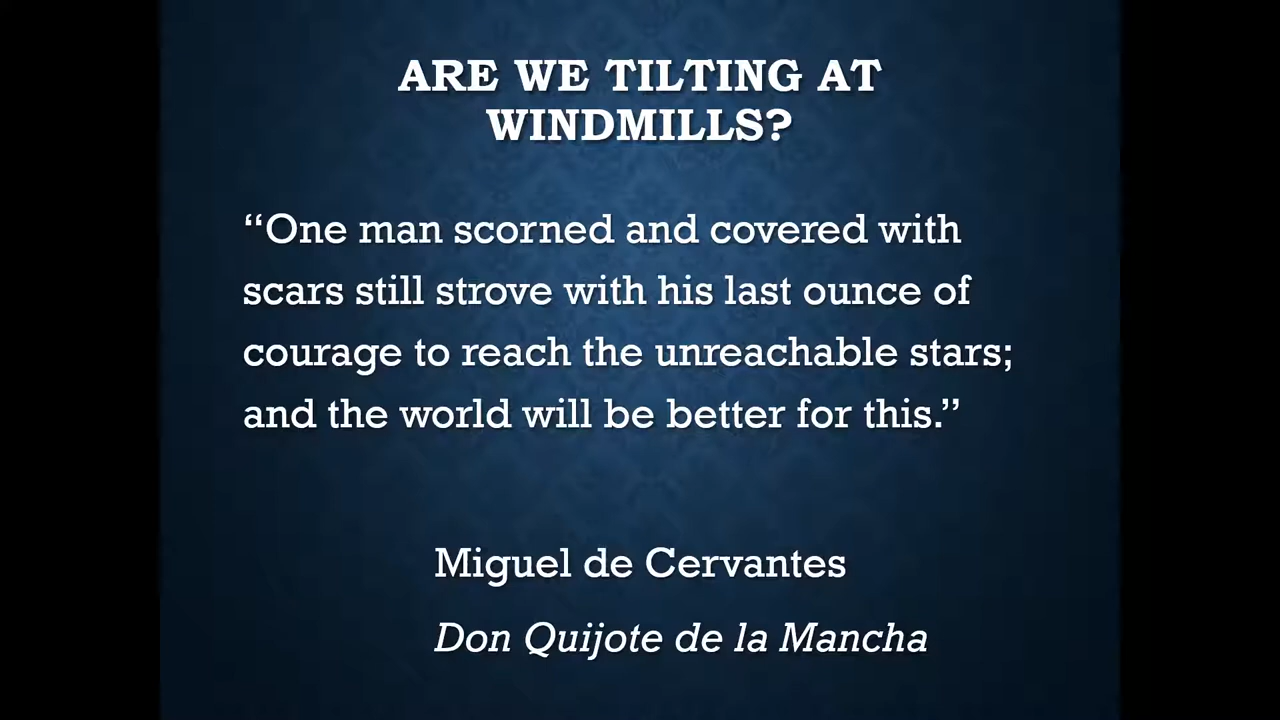 ARE WE TILTING AT
WINDMILLS?
“One man scorned and covered with
scars still strove with his last ounce of
courage to reach the unreachable stars;
and the world will be better for this.”
Miguel de Cervantes
Don Quijote de la Mancha